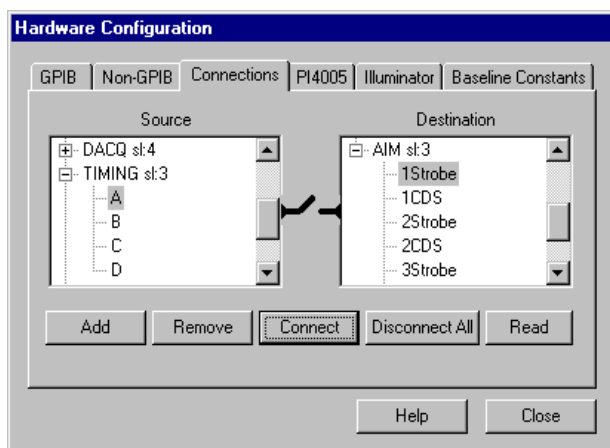 Hardware Configuration
GPIB Non-GPIB Connections PI4005 Illuminator Baseline Constants
Source Destination
DACQ sl:4
TIMING sl:3
A
B
C
D
AIM sl:3
1Strobe
1CDS
2Strobe
2CDS
3Strobe
Add Remove Connect Disconnect All Read
Help Close